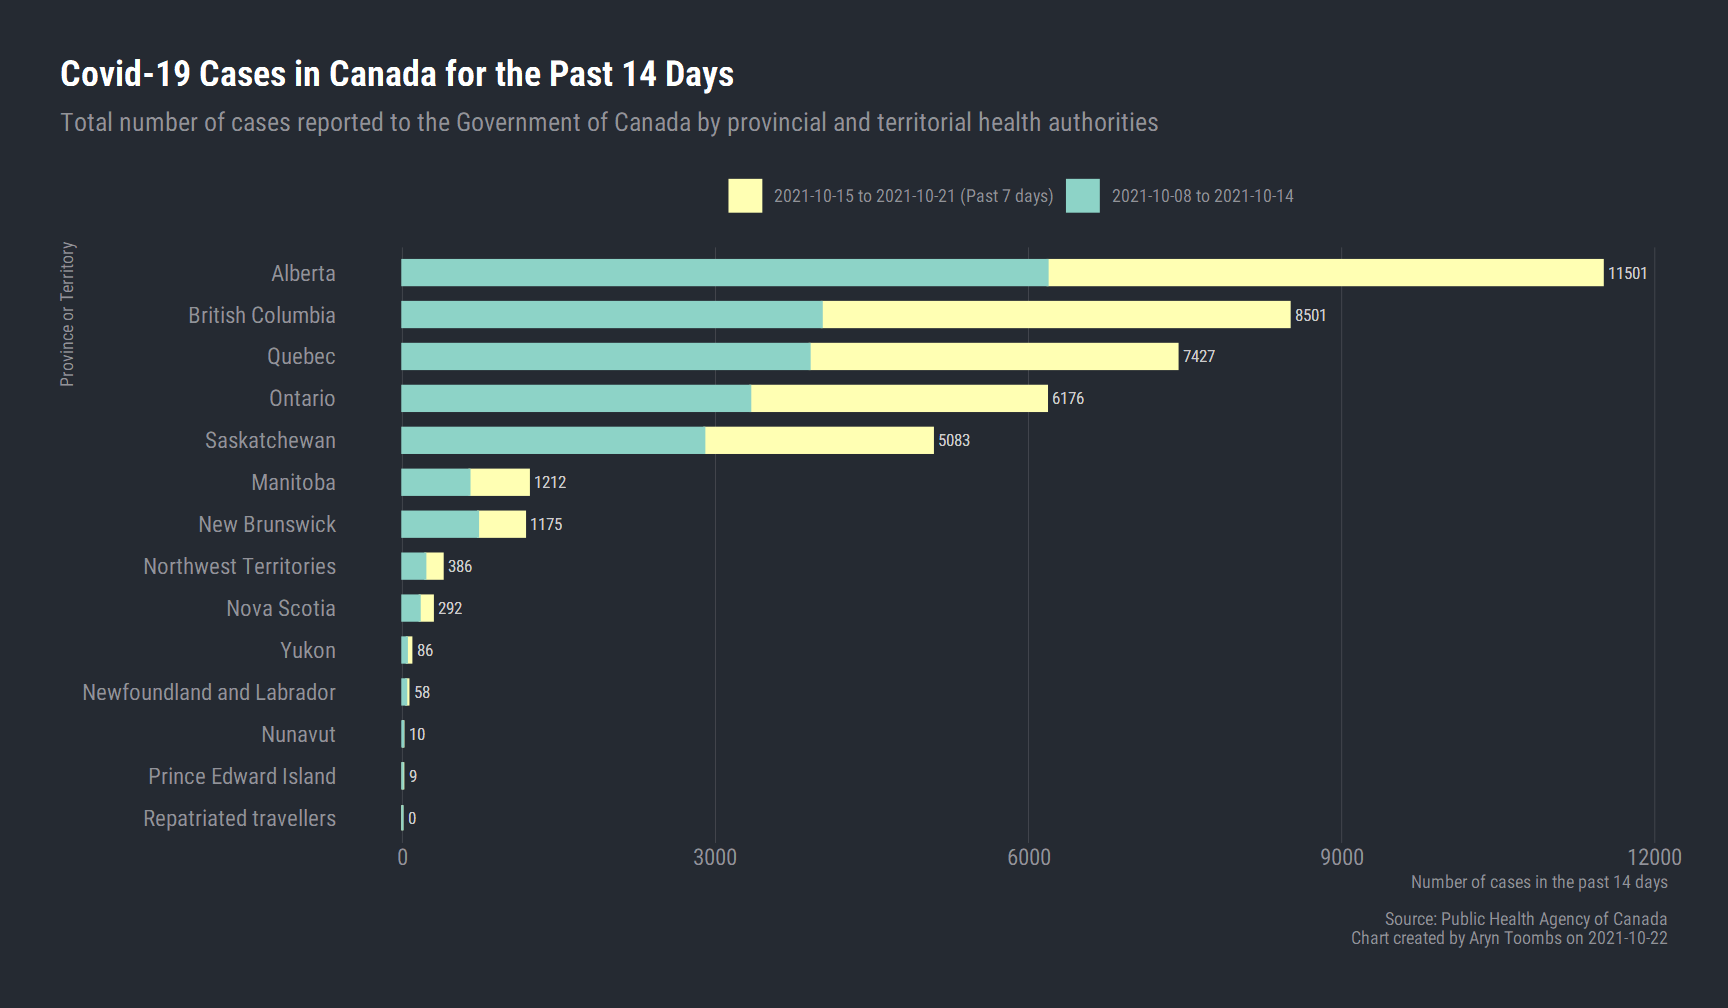 Covid-19 Cases in Canada for the Past 14 Days
Total number of cases reported to the Government of Canada by provincial and territorial health authorities
2021-10-15 to 2021-10-21 (Past 7 days)
2021-10-08 to 2021-10-14
Province or Territory
Alberta
11501
British Columbia
8501
Quebec
7427
Ontario
6176
Saskatchewan
5083
Manitoba
1212
New Brunswick
1175
Northwest Territories
386
Nova Scotia
292
Yukon
86
Newfoundland and Labrador
58
Nunavut
10
Prince Edward Island
9
Repatriated travellers
0
0
3000
6000
9000
12000
Number of cases in the past 14 days
Source: Public Health Agency of Canada
Chart created by Aryn Toombs on 2021-10-22